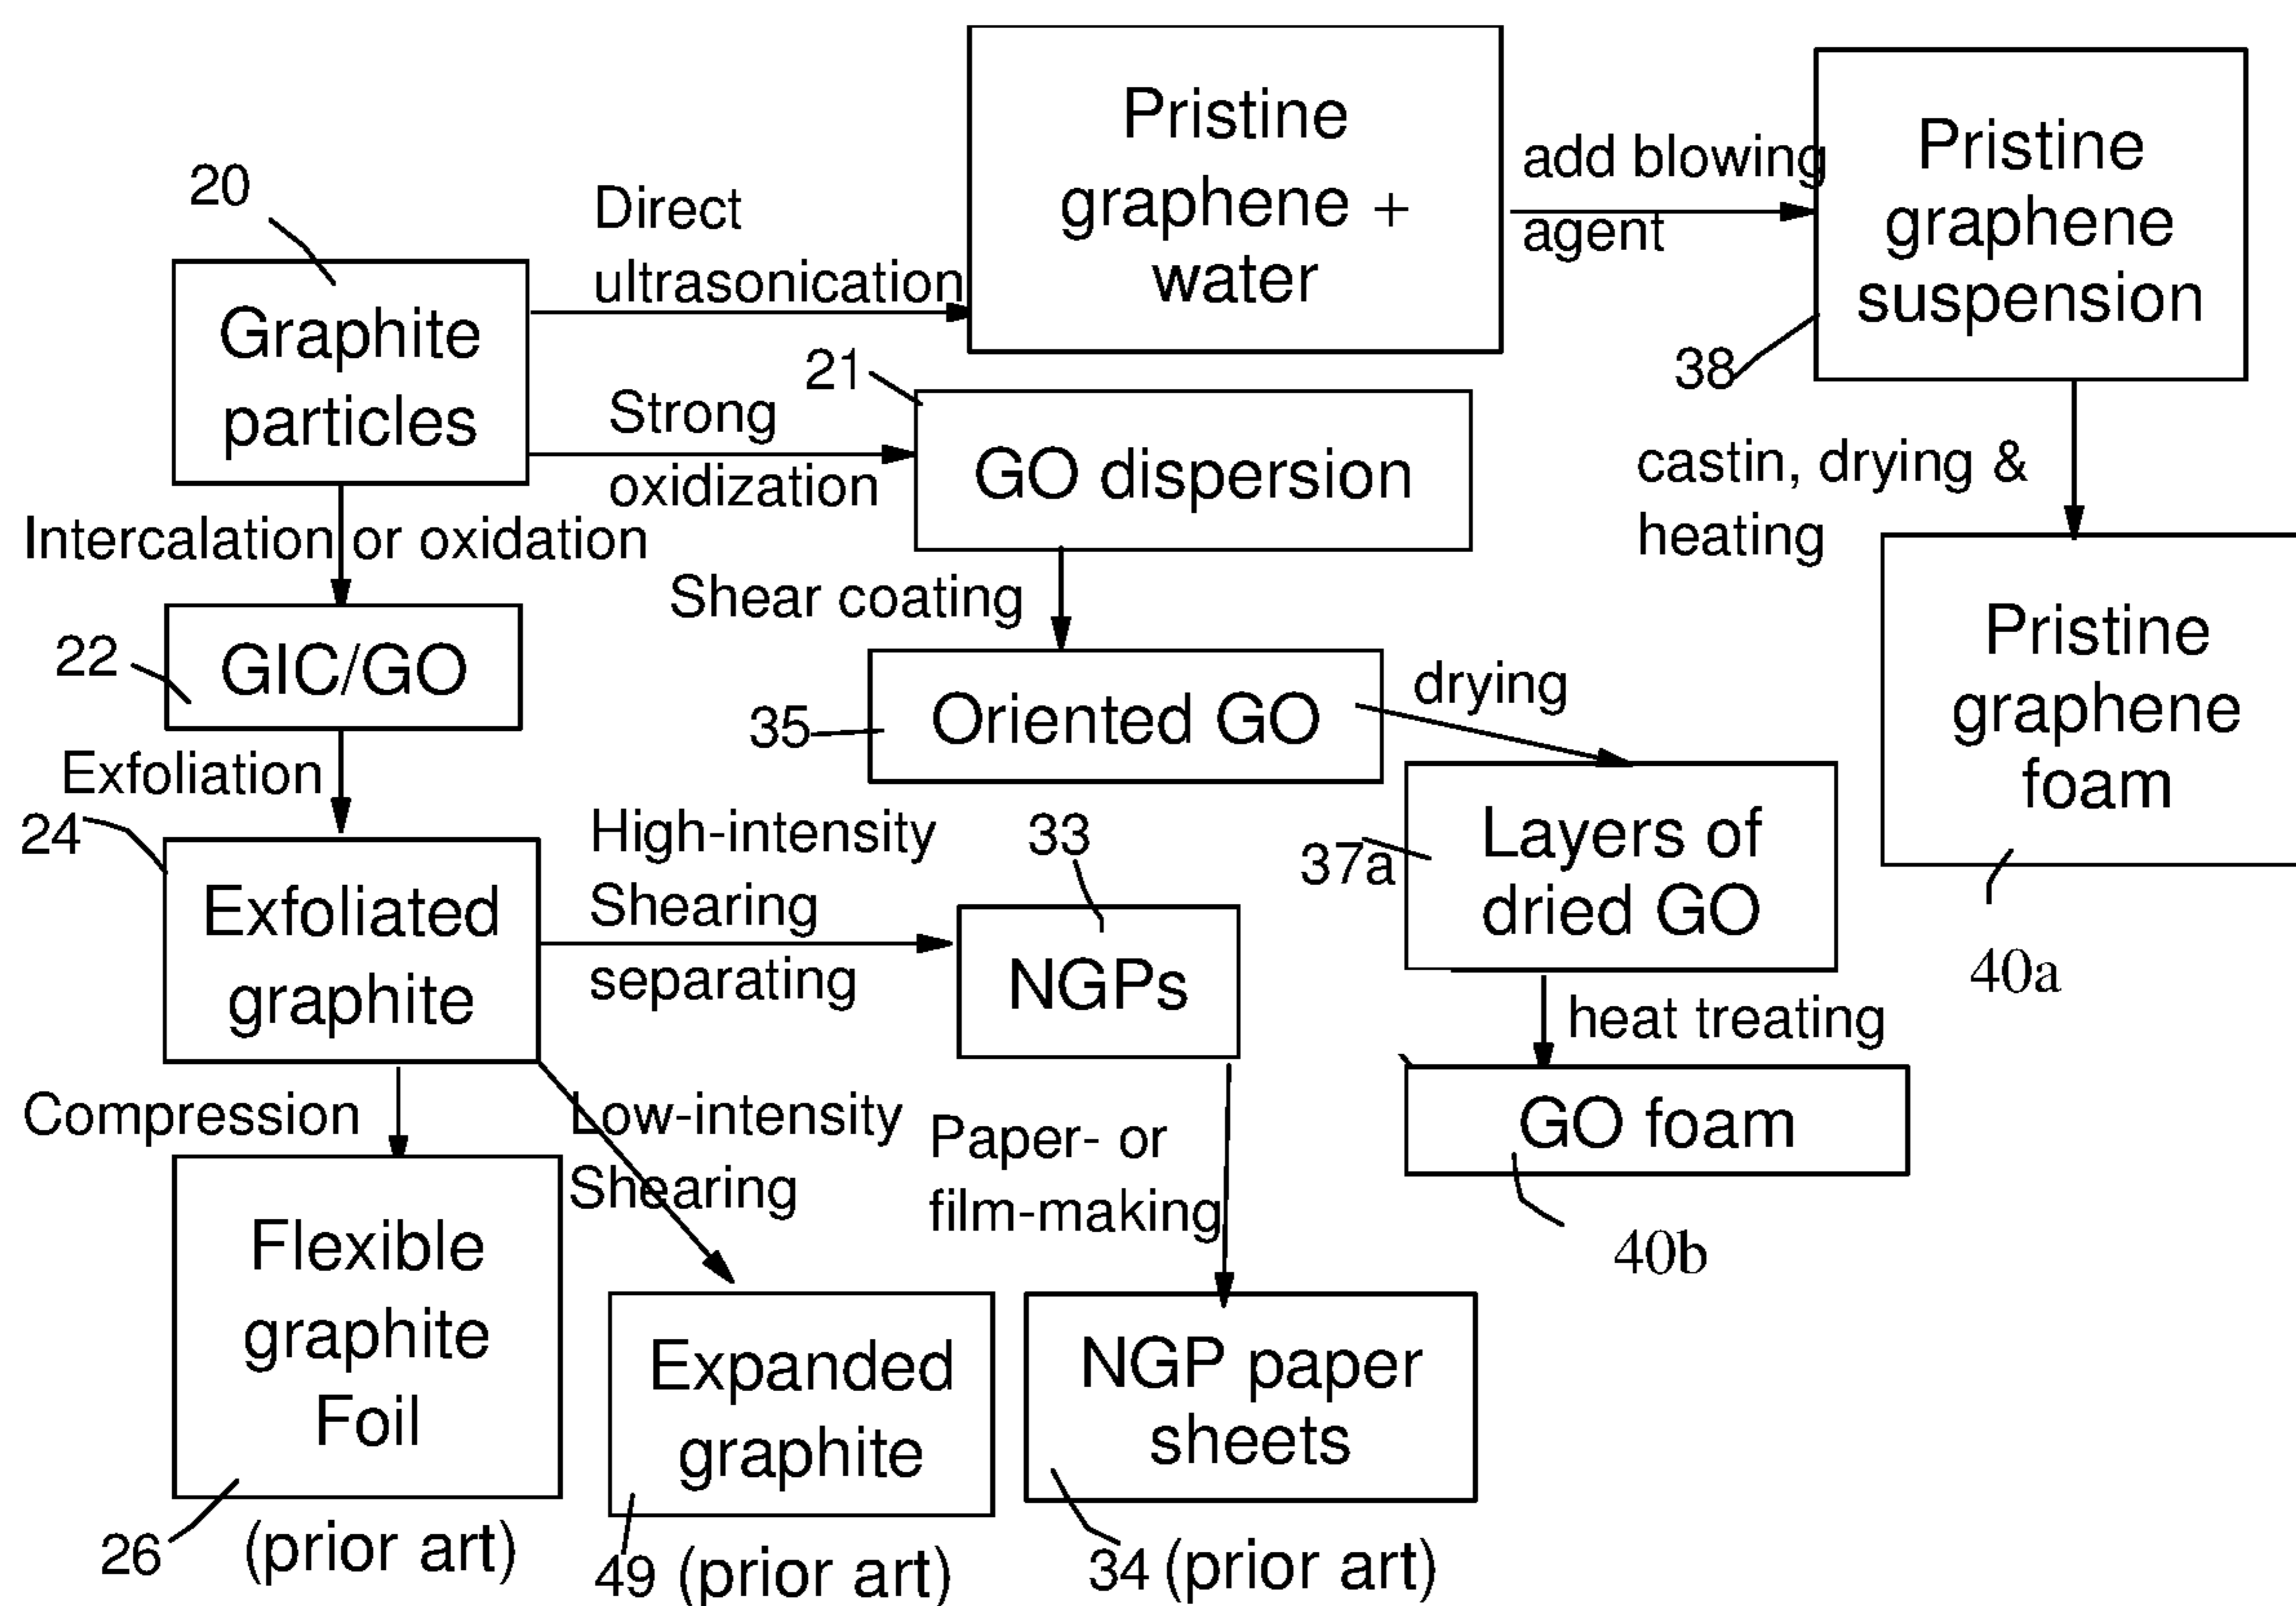 20
Graphite
particles
Direct
ultrasonication
Pristine
graphene +
water
add blowing
agent
Pristine
graphene
suspension
38
Strong
oxidization
21
GO dispersion
castin, drying &
heating
Pristine
graphene
foam
40a
Intercalation or oxidation
22
GIC/GO
Shear coating
35
Oriented GO
drying
37a
Layers of
dried GO
heat treating
GO foam
40b
Exfoliation
24
Exfoliated
graphite
High-intensity
Shearing
separating
33
NGPs
Compression
Low-intensity
Shearing
Paper- or
film-making
Flexible
graphite
Foil
26
(prior art)
Expanded
graphite
49 (prior art)
NGP paper
sheets
34 (prior art)